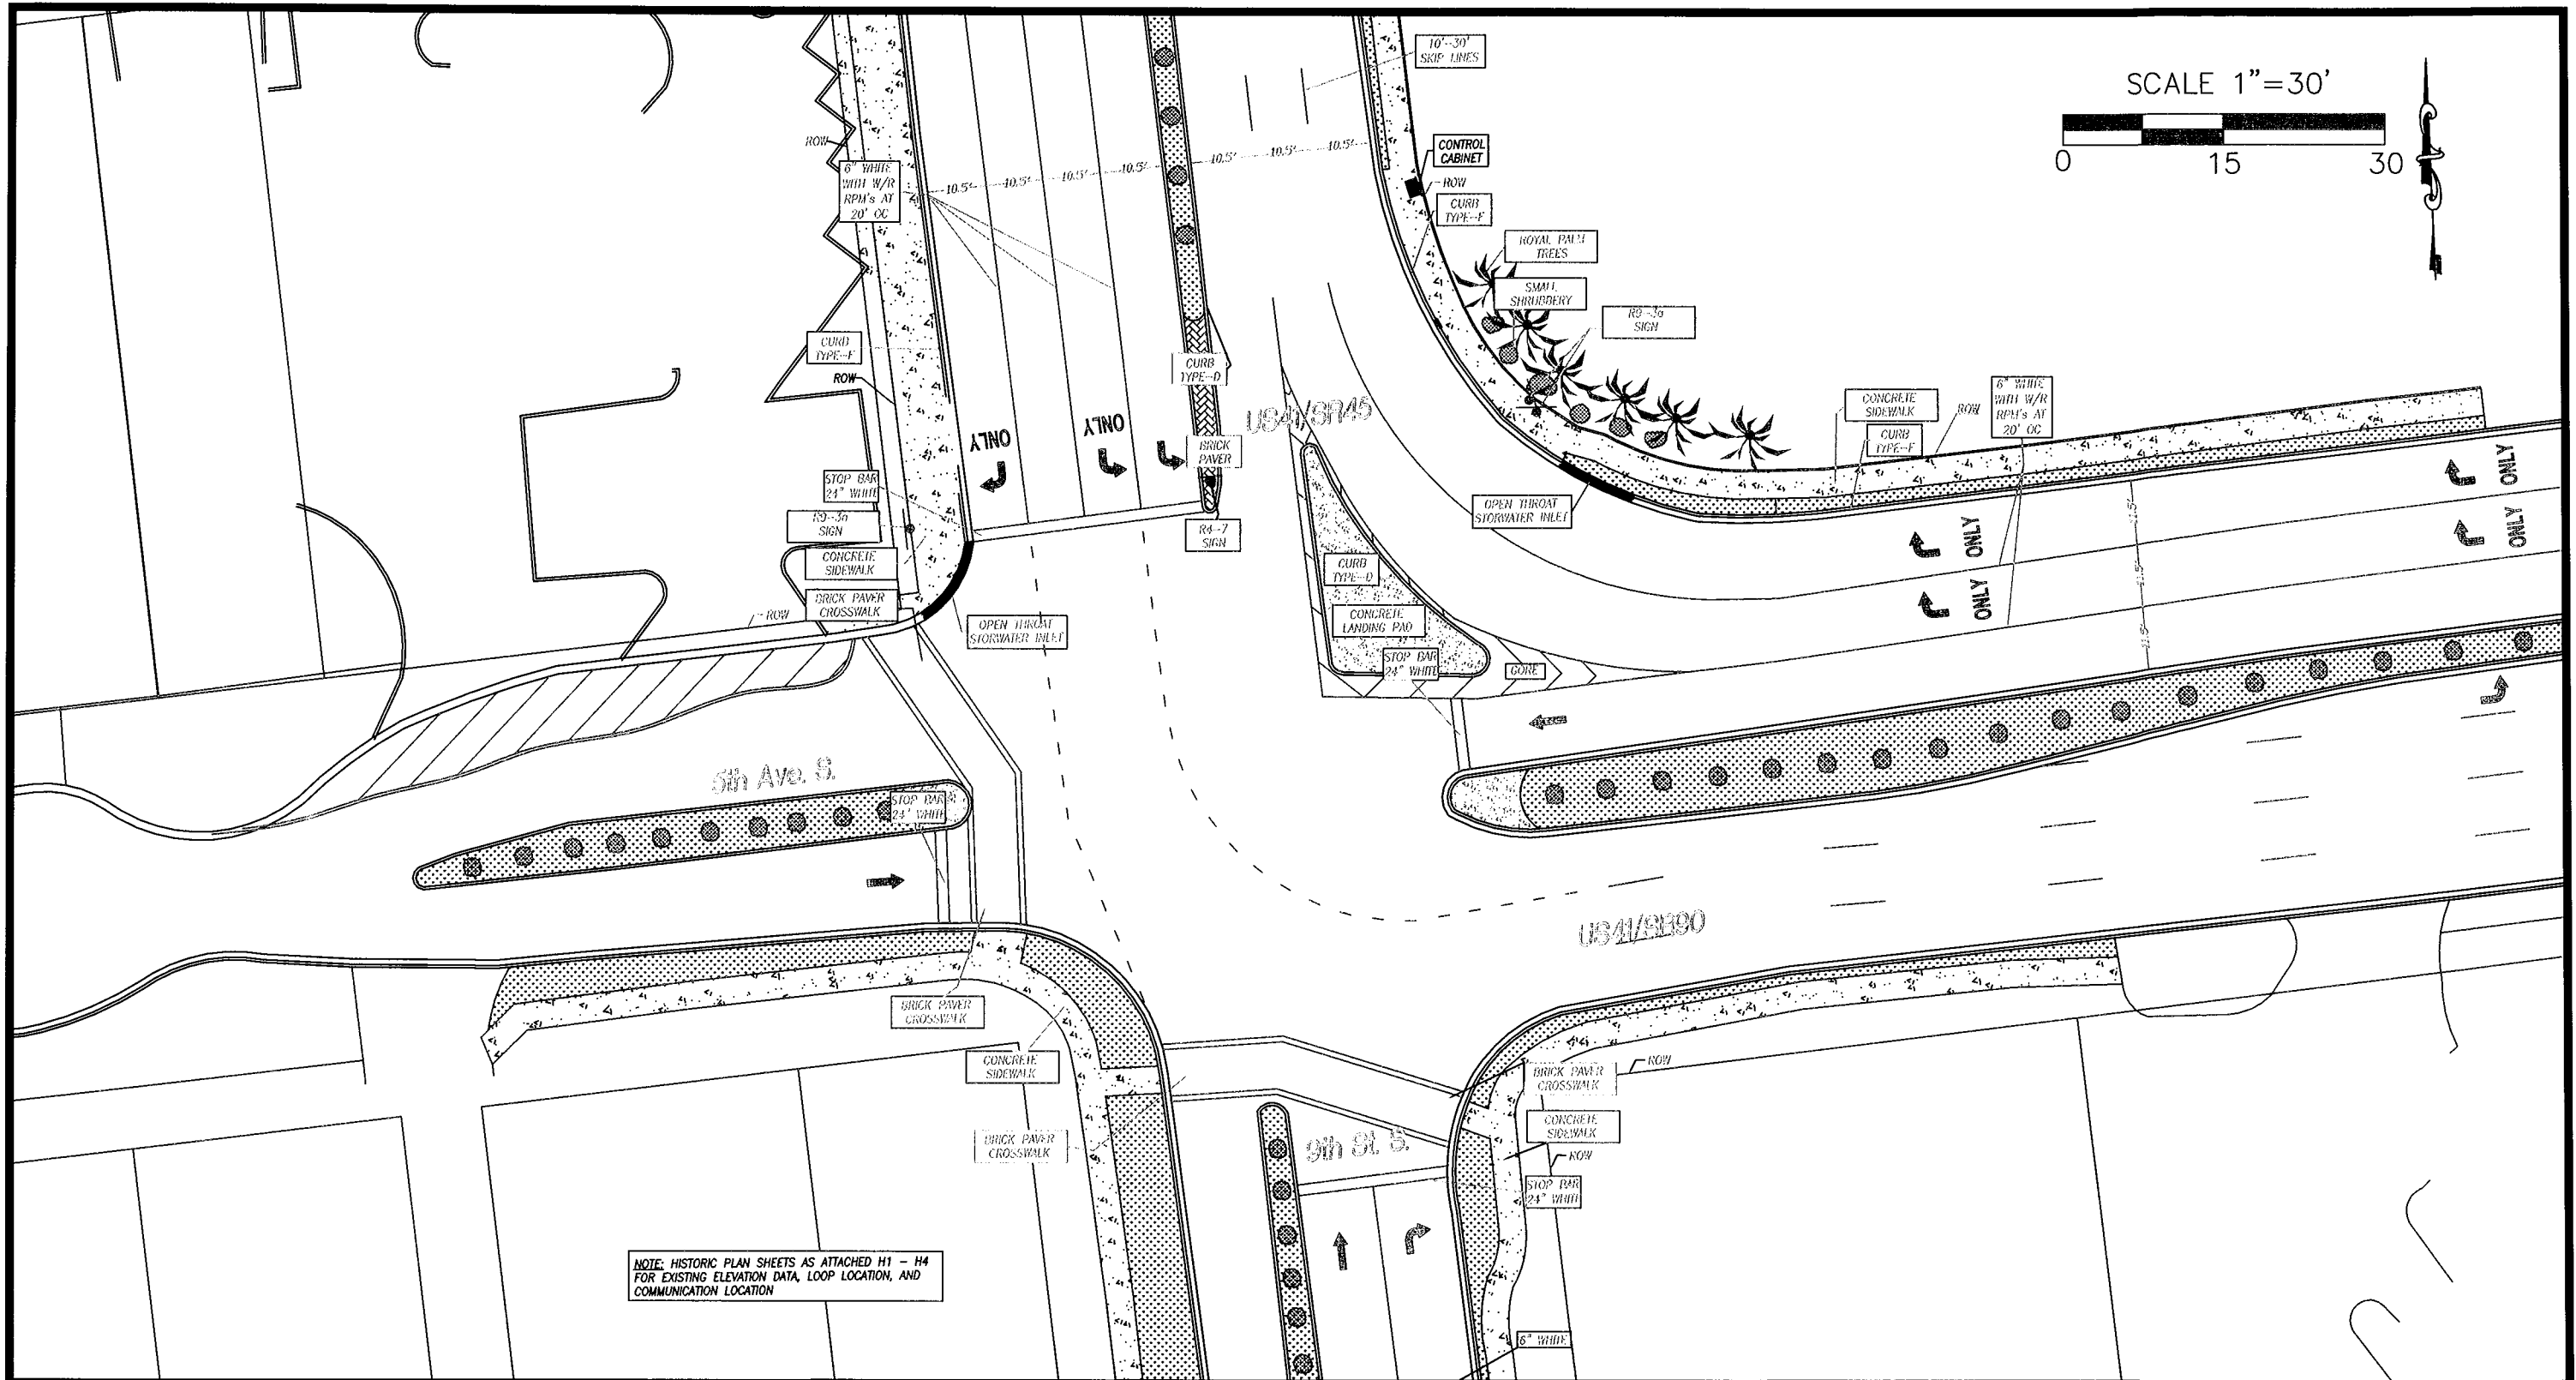 10'-30'
SKIP LINES
SCALE 1"=30'
0 15 30
CONTROL
CABINET
ROW
6" WHITE
WITH W/R
RPM's AT
20' OC
10.5' 10.5' 10.5' 10.5' 10.5' 10.5' 10.5'
ROW
CURB
TYPE-F
ROYAL PALM
TREES
SMALL
SHRUBBERY
R9-3a
SIGN
CURB
TYPE-F
ROW
CURB
TYPE-D
US41/SR45
CONCRETE
SIDEWALK
ROW
6" WHITE
WITH W/R
RPM's AT
20' OC
CURB
TYPE-F
ONLY
ONLY
BRICK
PAVER
STOP BAR
24" WHITE
R9-3a
SIGN
R4-7
SIGN
OPEN THROAT
STORWATER INLET
ONLY
ONLY
ONLY
ONLY
CONCRETE
SIDEWALK
BRICK PAVER
CROSSWALK
ROW
OPEN THROAT
STORWATER INLET
CURB
TYPE-D
CONCRETE
LANDING PAD
STOP BAR
24" WHITE
GORE
5th Ave. S.
STOP BAR
24" WHITE
US41/SR90
BRICK PAVER
CROSSWALK
CONCRETE
SIDEWALK
BRICK PAVER
CROSSWALK
ROW
BRICK PAVER
CROSSWALK
CONCRETE
SIDEWALK
ROW
9th St. S.
STOP BAR
24" WHITE
NOTE: HISTORIC PLAN SHEETS AS ATTACHED H1 - H4
FOR EXISTING ELEVATION DATA, LOOP LOCATION, AND
COMMUNICATION LOCATION
6" WHITE